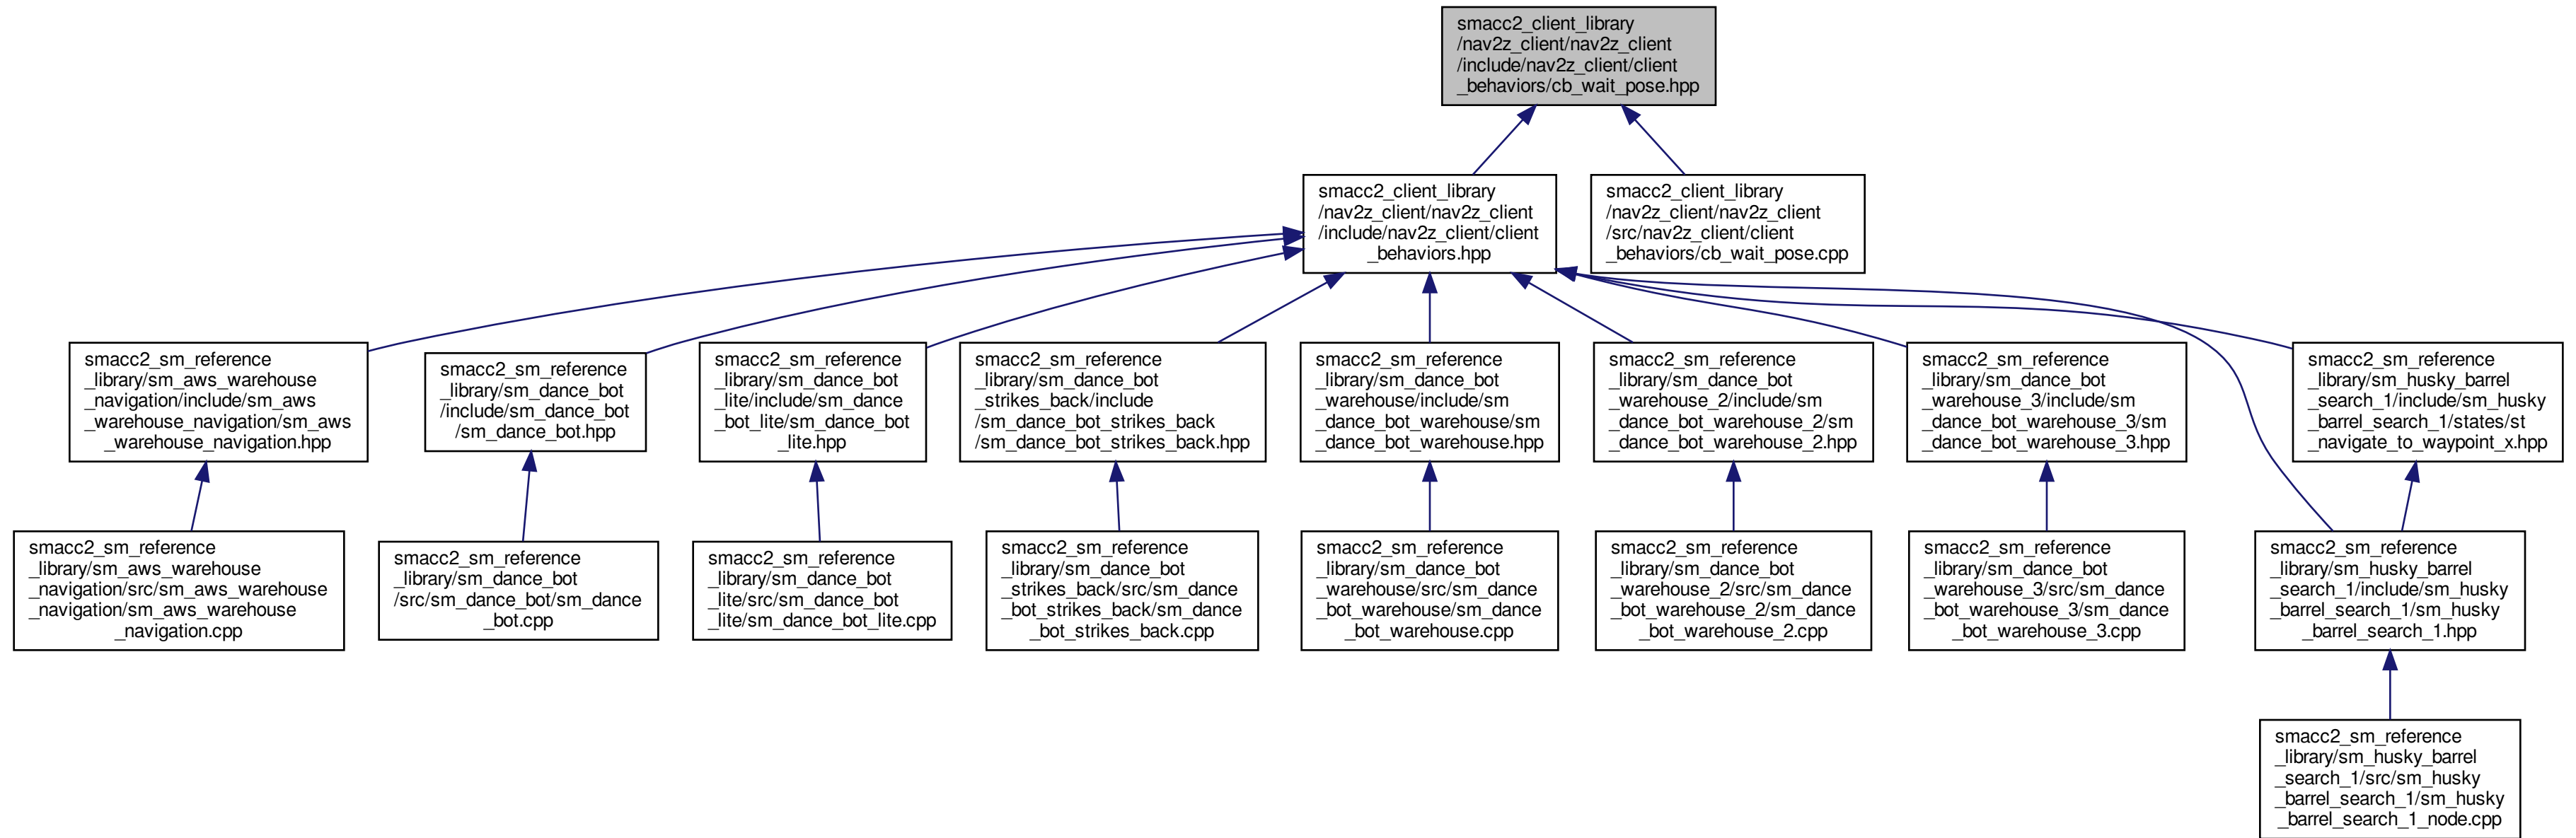 smacc2_client_library
/nav2z_client/nav2z_client
/include/nav2z_client/client
_behaviors/cb_wait_pose.hpp
smacc2_client_library
/nav2z_client/nav2z_client
/include/nav2z_client/client
_behaviors.hpp
smacc2_client_library
/nav2z_client/nav2z_client
/src/nav2z_client/client
_behaviors/cb_wait_pose.cpp
smacc2_sm_reference
_library/sm_aws_warehouse
_navigation/include/sm_aws
_warehouse_navigation/sm_aws
_warehouse_navigation.hpp
smacc2_sm_reference
_library/sm_dance_bot
/include/sm_dance_bot
/sm_dance_bot.hpp
smacc2_sm_reference
_library/sm_dance_bot
_lite/include/sm_dance
_bot_lite/sm_dance_bot
_lite.hpp
smacc2_sm_reference
_library/sm_dance_bot
_strikes_back/include
/sm_dance_bot_strikes_back
/sm_dance_bot_strikes_back.hpp
smacc2_sm_reference
_library/sm_dance_bot
_warehouse/include/sm
_dance_bot_warehouse/sm
_dance_bot_warehouse.hpp
smacc2_sm_reference
_library/sm_dance_bot
_warehouse_2/include/sm
_dance_bot_warehouse_2/sm
_dance_bot_warehouse_2.hpp
smacc2_sm_reference
_library/sm_dance_bot
_warehouse_3/include/sm
_dance_bot_warehouse_3/sm
_dance_bot_warehouse_3.hpp
smacc2_sm_reference
_library/sm_husky_barrel
_search_1/include/sm_husky
_barrel_search_1/states/st
_navigate_to_waypoint_x.hpp
smacc2_sm_reference
_library/sm_aws_warehouse
_navigation/src/sm_aws_warehouse
_navigation/sm_aws_warehouse
_navigation.cpp
smacc2_sm_reference
_library/sm_dance_bot
/src/sm_dance_bot/sm_dance
_bot.cpp
smacc2_sm_reference
_library/sm_dance_bot
_lite/src/sm_dance_bot
_lite/sm_dance_bot_lite.cpp
smacc2_sm_reference
_library/sm_dance_bot
_strikes_back/src/sm_dance
_bot_strikes_back/sm_dance
_bot_strikes_back.cpp
smacc2_sm_reference
_library/sm_dance_bot
_warehouse/src/sm_dance
_bot_warehouse/sm_dance
_bot_warehouse.cpp
smacc2_sm_reference
_library/sm_dance_bot
_warehouse_2/src/sm_dance
_bot_warehouse_2/sm_dance
_bot_warehouse_2.cpp
smacc2_sm_reference
_library/sm_dance_bot
_warehouse_3/src/sm_dance
_bot_warehouse_3/sm_dance
_bot_warehouse_3.cpp
smacc2_sm_reference
_library/sm_husky_barrel
_search_1/include/sm_husky
_barrel_search_1/sm_husky
_barrel_search_1.hpp
smacc2_sm_reference
_library/sm_husky_barrel
_search_1/src/sm_husky
_barrel_search_1/sm_husky
_barrel_search_1_node.cpp